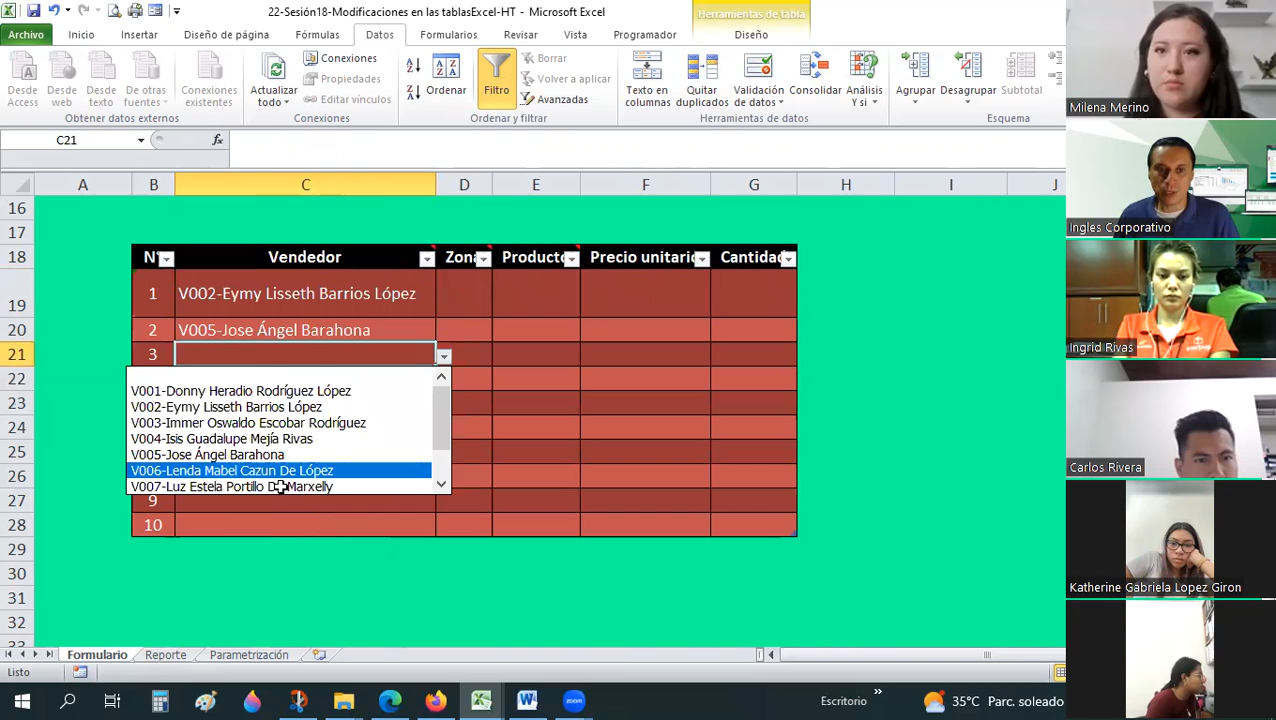 22-Sesión18-Modificaciones en las tablasExcel-HT - Microsoft Excel
Herramientas de tabla
Archivo Inicio Insertar Diseño de página Fórmulas Datos Formularios Revisar Vista Programador Diseño
Desde Access
Desde web
Desde texto
De otras fuentes
Conexiones existentes
Obtener datos externos
Actualizar todo
Conexiones
Propiedades
Editar vínculos
Conexiones
Ordenar
Filtro
Borrar
Volver a aplicar
Avanzadas
Ordenar y filtrar
Texto en columnas
Quitar duplicados
Validación de datos
Consolidar
Análisis Y si
Herramientas de datos
Agrupar
Desagrupar
Subtotal
Esquema
C21
fx
A B C D E F G H I J
16
17
18 N° Vendedor Zona Producto Precio unitario Cantidad
19 1 V002-Eymy Lisseth Barrios López
20 2 V005-Jose Ángel Barahona
21 3
22
V001-Donny Heradio Rodríguez López
23
V002-Eymy Lisseth Barrios López
V003-Immer Oswaldo Escobar Rodríguez
24
V004-Isis Guadalupe Mejía Rivas
25
V005-Jose Ángel Barahona
26
V006-Lenda Mabel Cazun De López
V007-Luz Estela Portillo De Marxelly
27 9
28 10
29
30
31
32
33
Formulario Reporte Parametrización
Listo
Escritorio
35°C Parc. soleado
zoom
Milena Merino
Ingles Corporativo
Ingrid Rivas
Carlos Rivera
Katherine Gabriela Lopez Giron